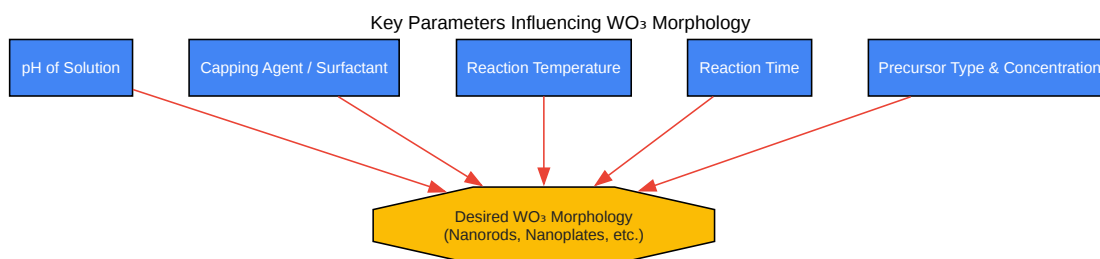 Key Parameters Influencing WO₃ Morphology
pH of Solution
Capping Agent / Surfactant
Reaction Temperature
Reaction Time
Precursor Type & Concentration
Desired WO₃ Morphology
(Nanorods, Nanoplates, etc.)